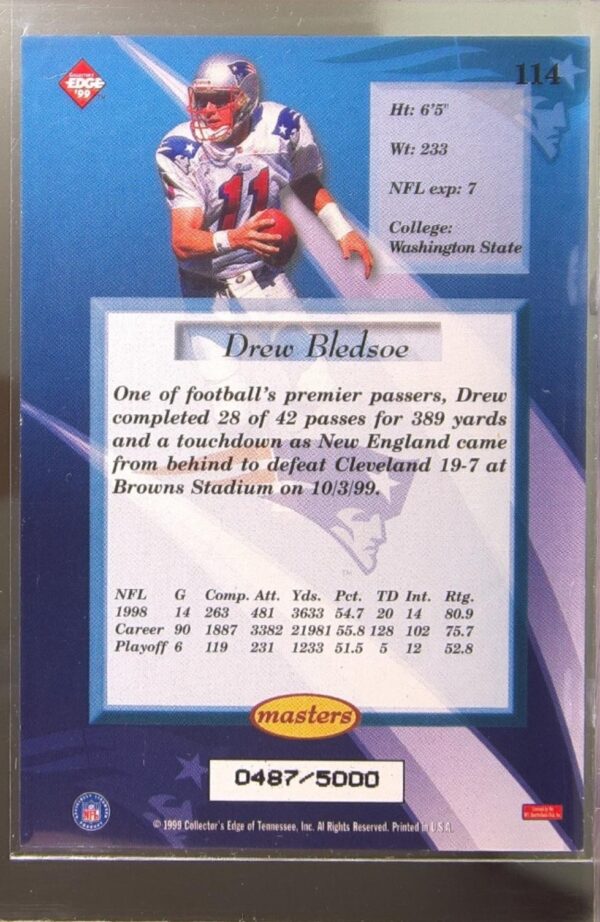 COLLECTOR'S
EDGE
'99
114
Ht: 6'5"
Wt: 233
NFL exp: 7
College:
Washington State
11
Drew Bledsoe
One of football's premier passers, Drew
completed 28 of 42 passes for 389 yards
and a touchdown as New England came
from behind to defeat Cleveland 19-7 at
Browns Stadium on 10/3/99.
NFL G Comp. Att. Yds. Pct. TD Int. Rtg.
1998 14 263 481 3633 54.7 20 14 80.9
Career 90 1887 3382 21981 55.8 128 102 75.7
Playoff 6 119 231 1233 51.5 5 12 52.8
masters
0487/5000
NFL
© 1999 Collector's Edge of Tennessee, Inc. All Rights Reserved. Printed in U.S.A.